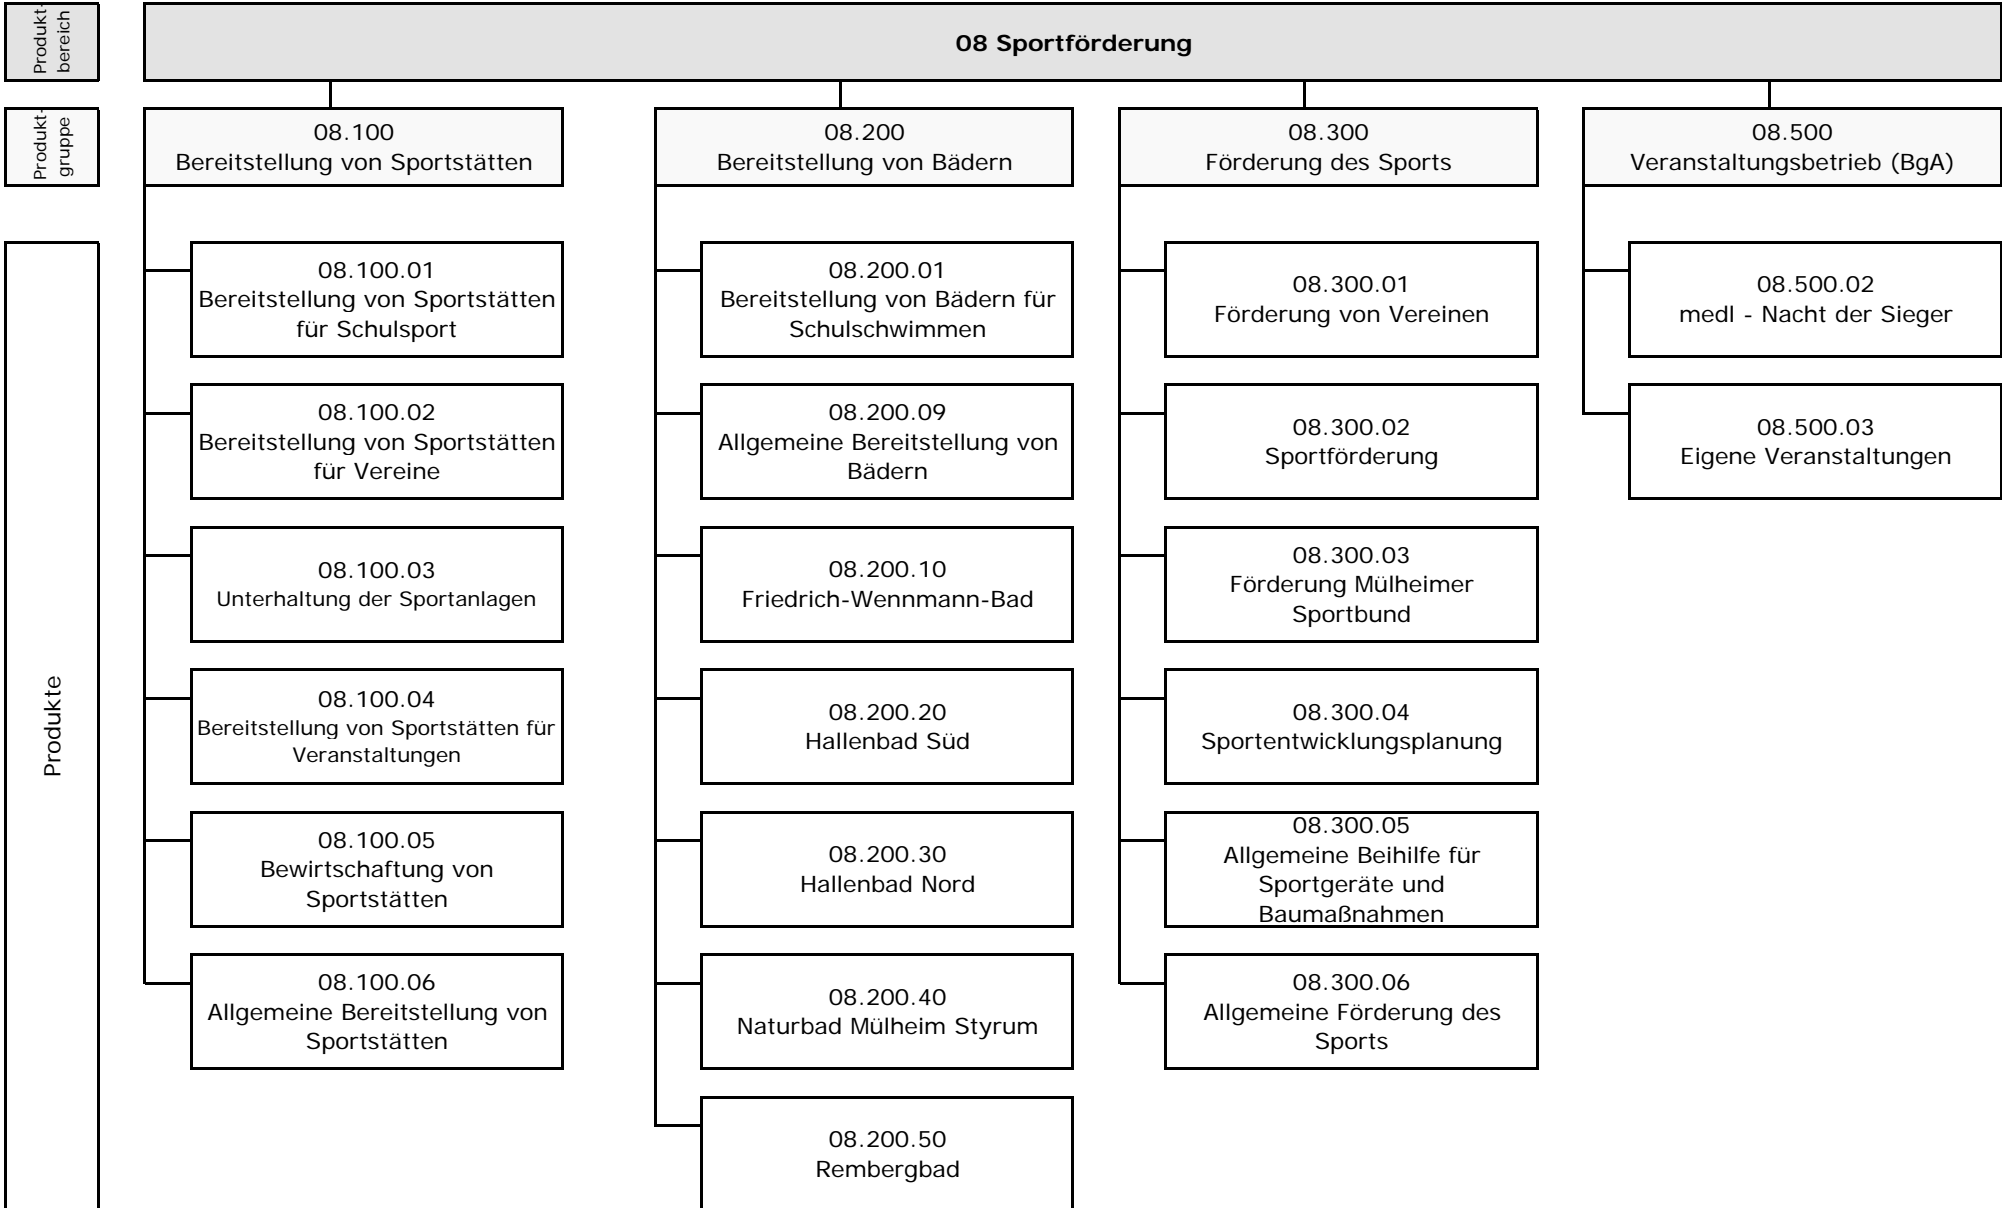 Produkt-
bereich
08 Sportförderung
Produkt-
gruppe
08.100
Bereitstellung von Sportstätten
08.200
Bereitstellung von Bädern
08.300
Förderung des Sports
08.500
Veranstaltungsbetrieb (BgA)
Produkte
08.100.01
Bereitstellung von Sportstätten
für Schulsport
08.100.02
Bereitstellung von Sportstätten
für Vereine
08.100.03
Unterhaltung der Sportanlagen
08.100.04
Bereitstellung von Sportstätten für
Veranstaltungen
08.100.05
Bewirtschaftung von
Sportstätten
08.100.06
Allgemeine Bereitstellung von
Sportstätten
08.200.01
Bereitstellung von Bädern für
Schulschwimmen
08.200.09
Allgemeine Bereitstellung von
Bädern
08.200.10
Friedrich-Wennmann-Bad
08.200.20
Hallenbad Süd
08.200.30
Hallenbad Nord
08.200.40
Naturbad Mülheim Styrum
08.200.50
Rembergbad
08.300.01
Förderung von Vereinen
08.300.02
Sportförderung
08.300.03
Förderung Mülheimer
Sportbund
08.300.04
Sportentwicklungsplanung
08.300.05
Allgemeine Beihilfe für
Sportgeräte und
Baumaßnahmen
08.300.06
Allgemeine Förderung des
Sports
08.500.02
medl - Nacht der Sieger
08.500.03
Eigene Veranstaltungen